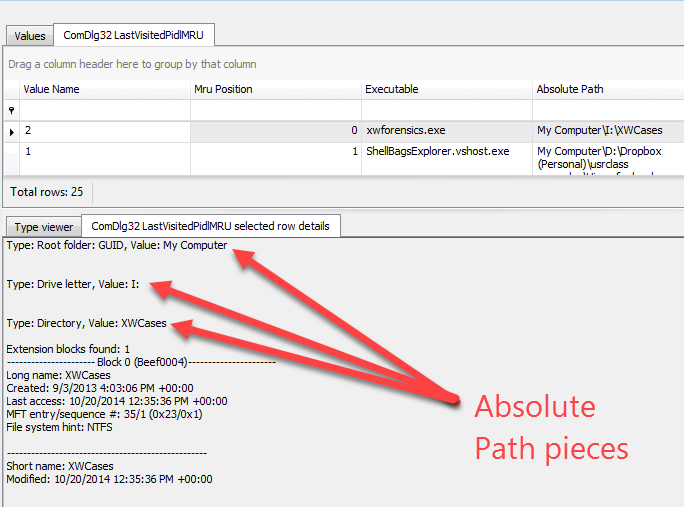 Values ComDlg32 LastVisitedPidlMRU
Drag a column header here to group by that column
Value Name Mru Position Executable Absolute Path
2 0 xwforensics.exe My Computer\I:\XWCases
1 1 ShellBagsExplorer.vshost.exe My Computer\D:\Dropbox
(Personal)\usrclass
Total rows: 25
Type viewer ComDlg32 LastVisitedPidlMRU selected row details
Type: Root folder: GUID, Value: My Computer
Type: Drive letter, Value: I:
Type: Directory, Value: XWCases
Extension blocks found: 1
---------------------- Block 0 (Beef0004)----------------------
Long name: XWCases
Created: 9/3/2013 4:03:06 PM +00:00
Last access: 10/20/2014 12:35:36 PM +00:00
MFT entry/sequence #: 35/1 (0x23/0x1)
File system hint: NTFS
--------------------------------------------------
Short name: XWCases
Modified: 10/20/2014 12:35:36 PM +00:00
Absolute
Path pieces